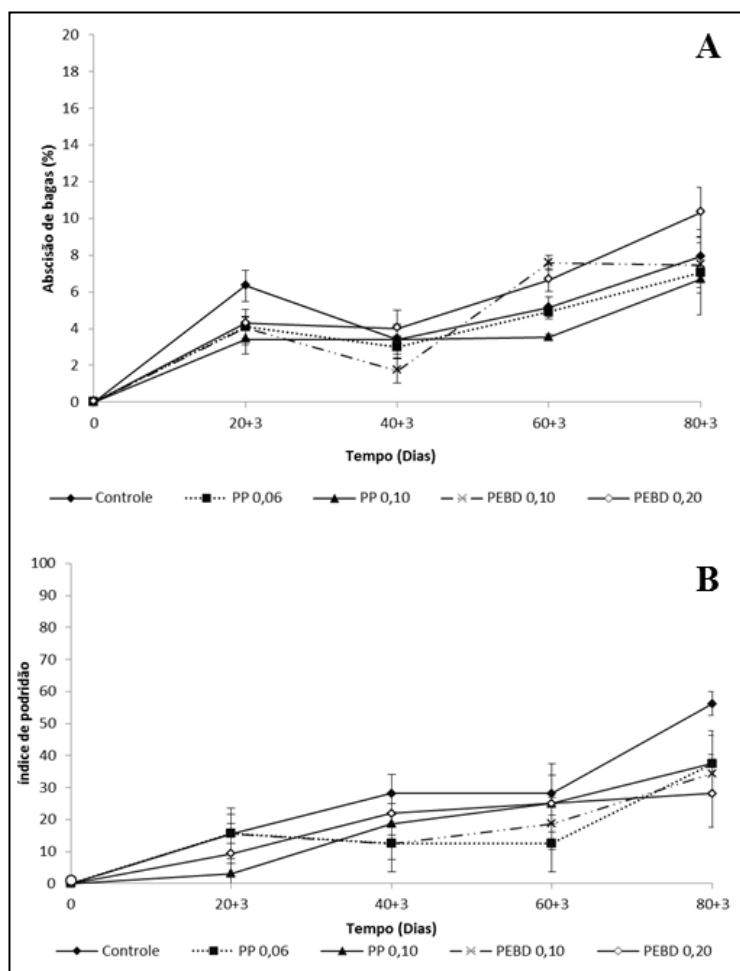 A
20
18
16
14
12
10
8
6
4
2
0
Abscisão de bagas (%)
0 20+3 40+3 60+3 80+3
Tempo (Dias)
Controle PP 0,06 PP 0,10 PEBD 0,10 PEBD 0,20
B
100
90
80
70
60
50
40
30
20
10
0
índice de podridão
0 20+3 40+3 60+3 80+3
Tempo (Dias)
Controle PP 0,06 PP 0,10 PEBD 0,10 PEBD 0,20